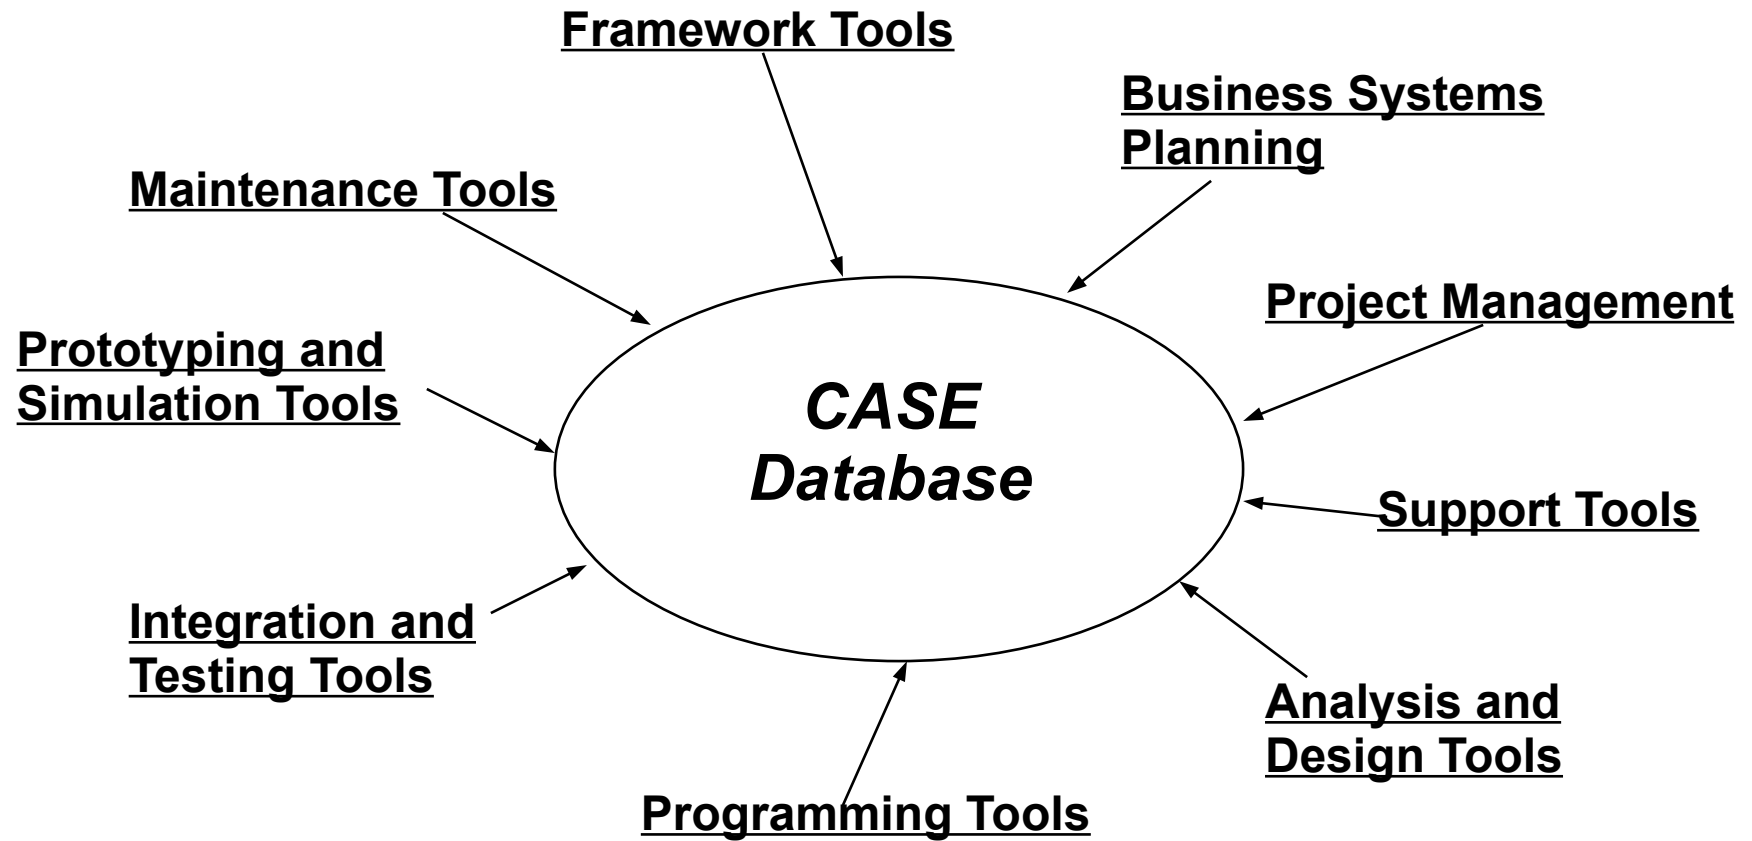 Framework Tools
Business Systems
Planning
Maintenance Tools
Project Management
Prototyping and
Simulation Tools
CASE
Database
Support Tools
Integration and
Testing Tools
Analysis and
Design Tools
Programming Tools